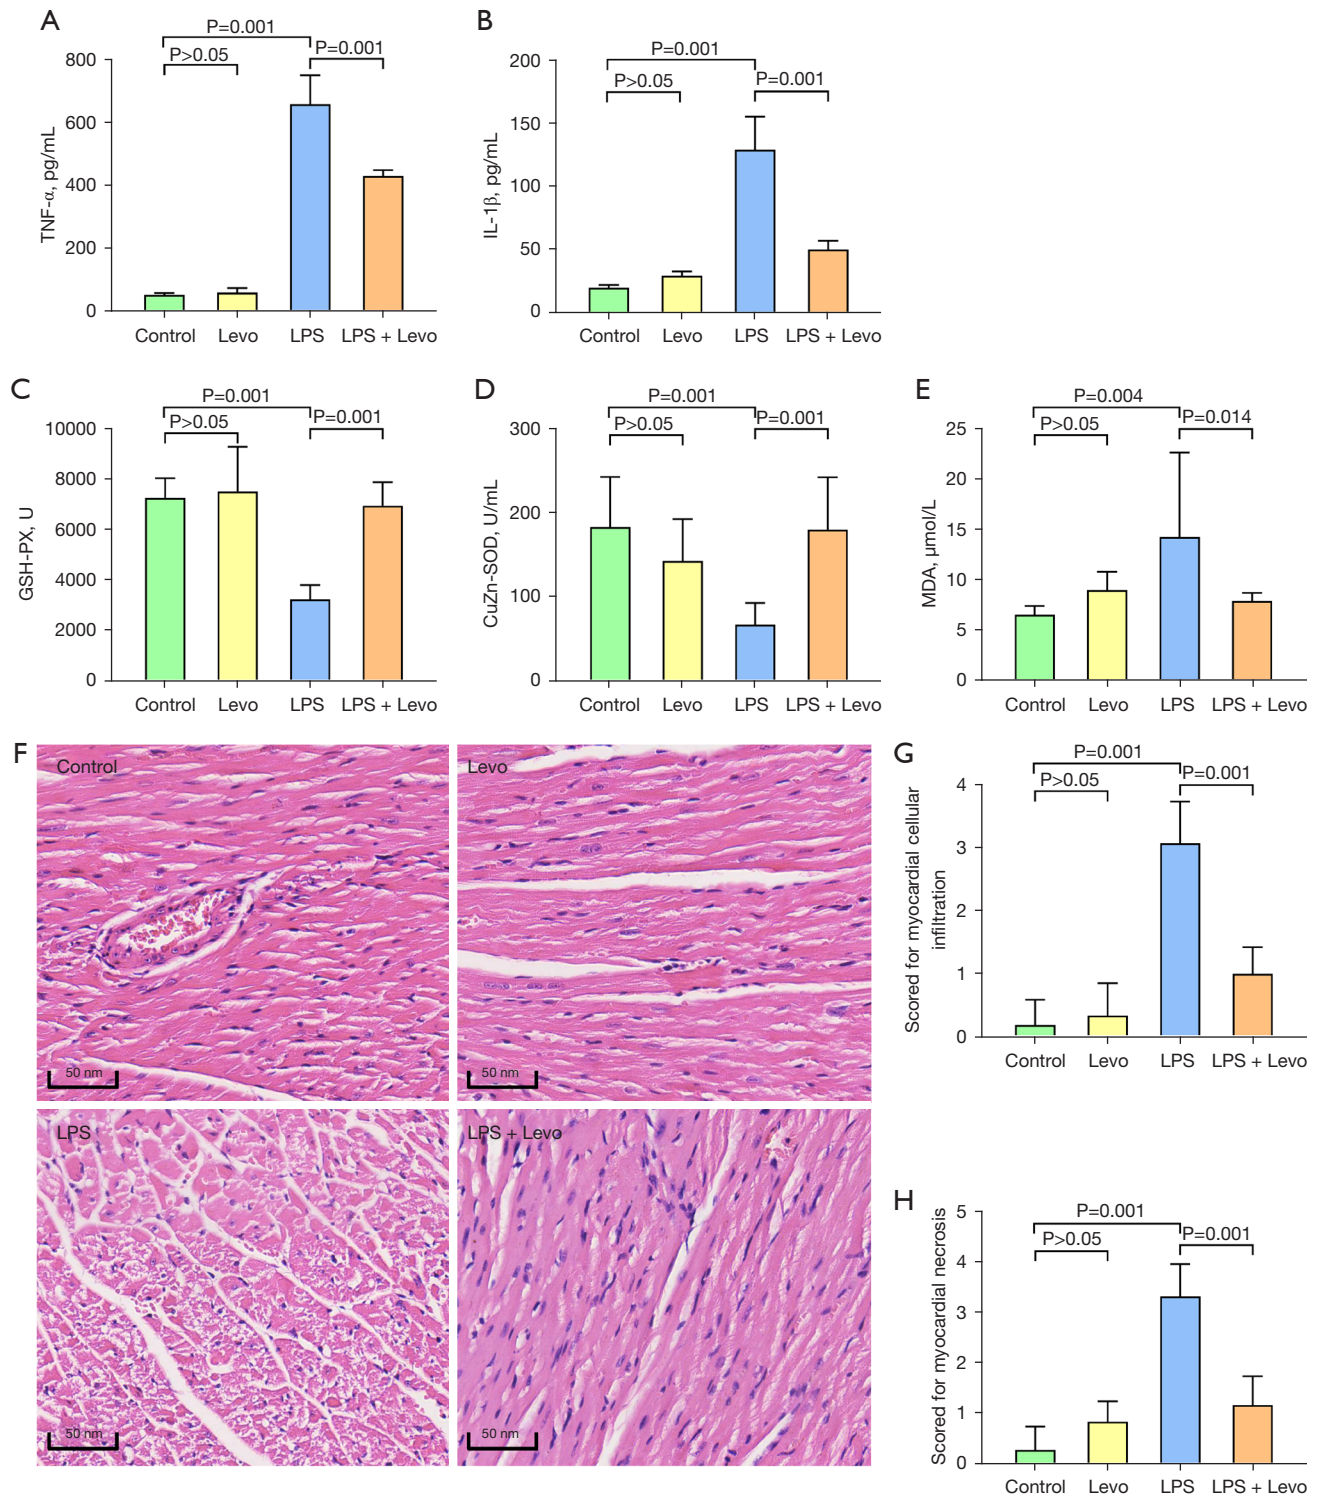 A
P=0.001
P>0.05
P=0.001
800
600
400
200
0
TNF-α, pg/mL
Control Levo LPS LPS + Levo
B
P=0.001
P>0.05
P=0.001
200
150
100
50
0
IL-1β, pg/mL
Control Levo LPS LPS + Levo
C
P=0.001
P>0.05
P=0.001
10000
8000
6000
4000
2000
0
GSH-PX, U
Control Levo LPS LPS + Levo
D
P=0.001
P>0.05
P=0.001
300
200
100
0
CuZn-SOD, U/mL
Control Levo LPS LPS + Levo
E
P=0.004
P>0.05
P=0.014
25
20
15
10
5
0
MDA, μmol/L
Control Levo LPS LPS + Levo
F
Control
50 nm
Levo
50 nm
LPS
50 nm
LPS + Levo
50 nm
G
P=0.001
P>0.05
P=0.001
4
3
2
1
0
Scored for myocardial cellular
infiltration
Control Levo LPS LPS + Levo
H
P=0.001
P>0.05
P=0.001
5
4
3
2
1
0
Scored for myocardial necrosis
Control Levo LPS LPS + Levo